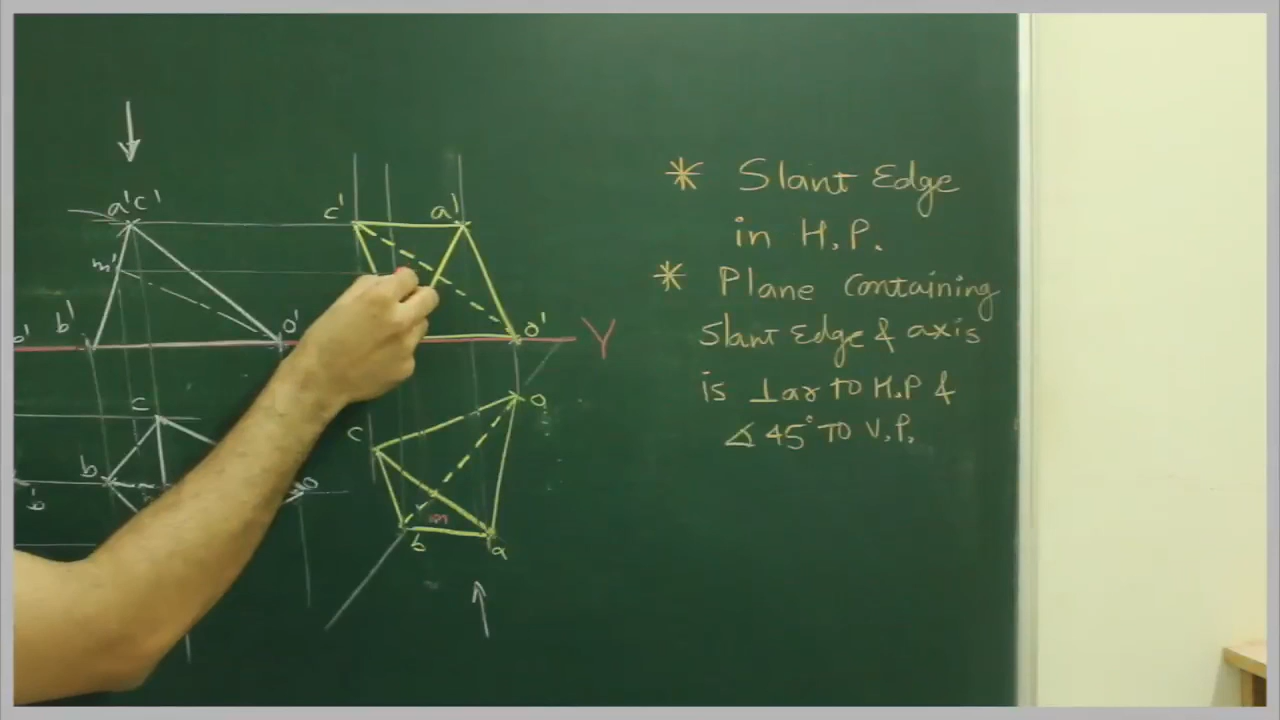 a'c'
c'
a'
m'
b'
o'
o'
Y
c
b
o
c
o
m
b
a
* Slant Edge
in H.P.
* Plane Containing
Slant Edge & axis
is ⊥ar to H.P &
∡ 45° TO V.P.